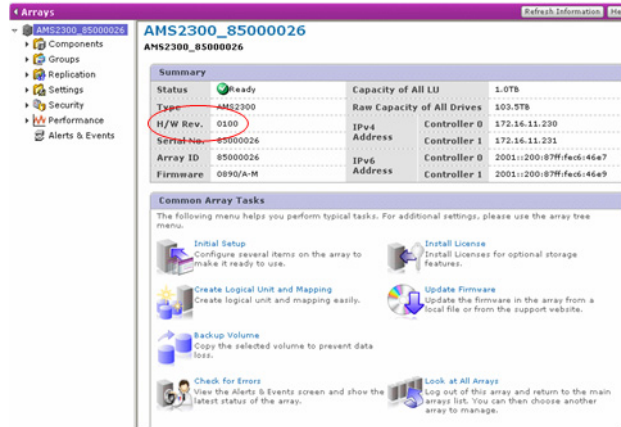 Arrays
Refresh Information
AMS2300_85000026
Components
Groups
Replication
Settings
Security
Performance
Alerts & Events
AMS2300_85000026
AMS2300_85000026
Summary
Status Ready Capacity of All LU 1.0TB
Type AMS2300 Raw Capacity of All Drives 103.5TB
H/W Rev. 0100 IPv4 Address Controller 0 172.16.11.230
Serial No. 85000026 Controller 1 172.16.11.231
Array ID 85000026 IPv6 Address Controller 0 2001::200:87ff:fec6:46e7
Firmware 0890/A-M Controller 1 2001::200:87ff:fec6:46e9
Common Array Tasks
The following menu helps you perform typical tasks. For additional settings, please use the array tree
menu.
Initial Setup
Configure several items on the array to
make it ready to use.
Install License
Install Licenses for optional storage
features.
Create Logical Unit and Mapping
Create logical unit and mapping easily.
Update Firmware
Update the firmware in the array from a
local file or from the support website.
Backup Volume
Copy the selected volume to prevent data
loss.
Check for Errors
View the Alerts & Events screen and show the
latest status of the array.
Look at All Arrays
Log out of this array and return to the main
arrays list. You can then choose another
array to manage.